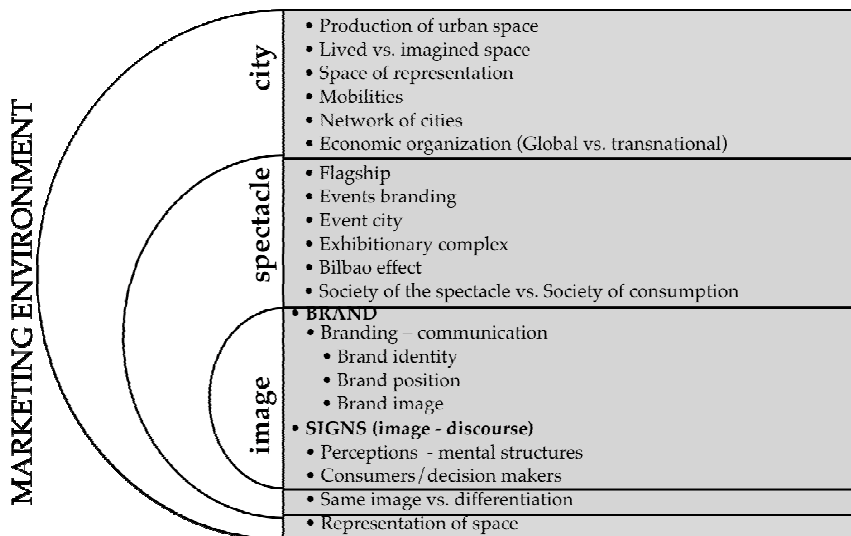 MARKETING ENVIRONMENT
city
• Production of urban space
• Lived vs. imagined space
• Space of representation
• Mobilities
• Network of cities
• Economic organization (Global vs. transnational)
spectacle
• Flagship
• Events branding
• Event city
• Exhibitionary complex
• Bilbao effect
• Society of the spectacle vs. Society of consumption
image
• BRAND
• Branding – communication
• Brand identity
• Brand position
• Brand image
• SIGNS (image - discourse)
• Perceptions - mental structures
• Consumers/decision makers
• Same image vs. differentiation
• Representation of space